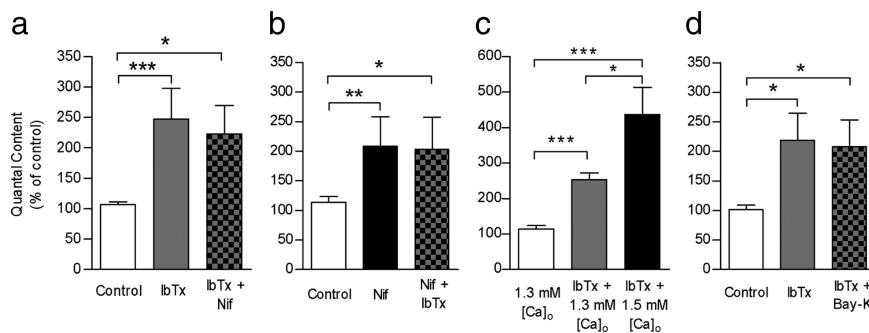 a
b
c
d
Quantal Content
(% of control)
350
300
250
200
150
100
50
0
*
***
Control
IbTx
IbTx +
Nif
350
300
250
200
150
100
50
0
*
**
Control
Nif
Nif +
IbTx
600
500
400
300
200
100
0
***
*
***
1.3 mM
[Ca]o
IbTx +
1.3 mM
[Ca]o
IbTx +
1.5 mM
[Ca]o
350
300
250
200
150
100
50
0
*
*
Control
IbTx
IbTx +
Bay-K